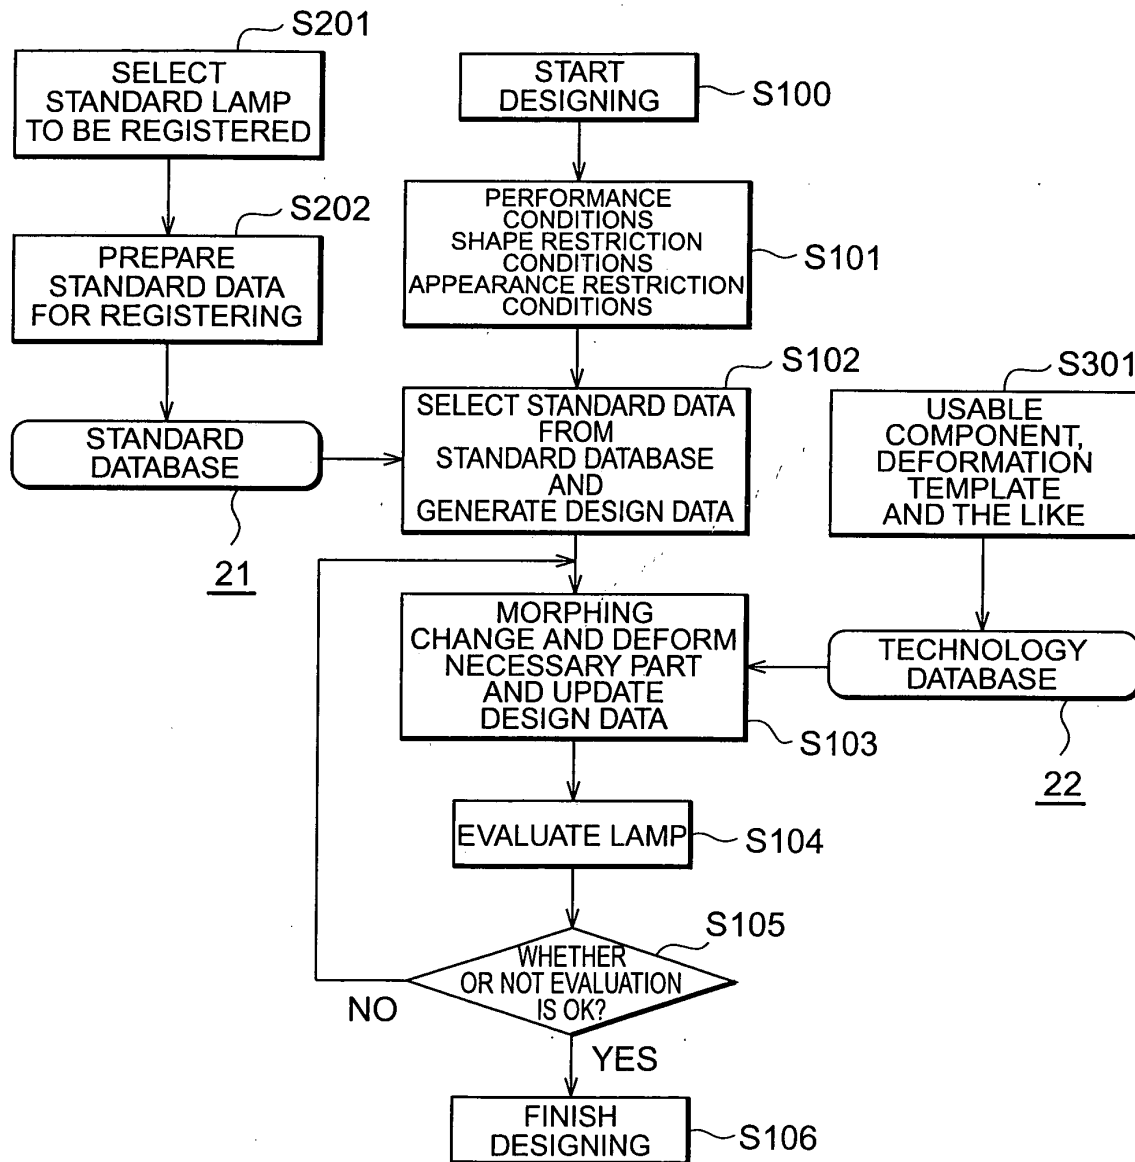 S201
SELECT
STANDARD LAMP
TO BE REGISTERED
START
DESIGNING
S100
S202
PREPARE
STANDARD DATA
FOR REGISTERING
PERFORMANCE
CONDITIONS
SHAPE RESTRICTION
CONDITIONS
APPEARANCE RESTRICTION
CONDITIONS
S101
S102
SELECT STANDARD DATA
FROM
STANDARD DATABASE
AND
GENERATE DESIGN DATA
S301
USABLE
COMPONENT,
DEFORMATION
TEMPLATE
AND THE LIKE
STANDARD
DATABASE
21
MORPHING
CHANGE AND DEFORM
NECESSARY PART
AND UPDATE
DESIGN DATA
S103
TECHNOLOGY
DATABASE
22
EVALUATE LAMP
S104
S105
WHETHER
OR NOT EVALUATION
IS OK?
NO
YES
FINISH
DESIGNING
S106